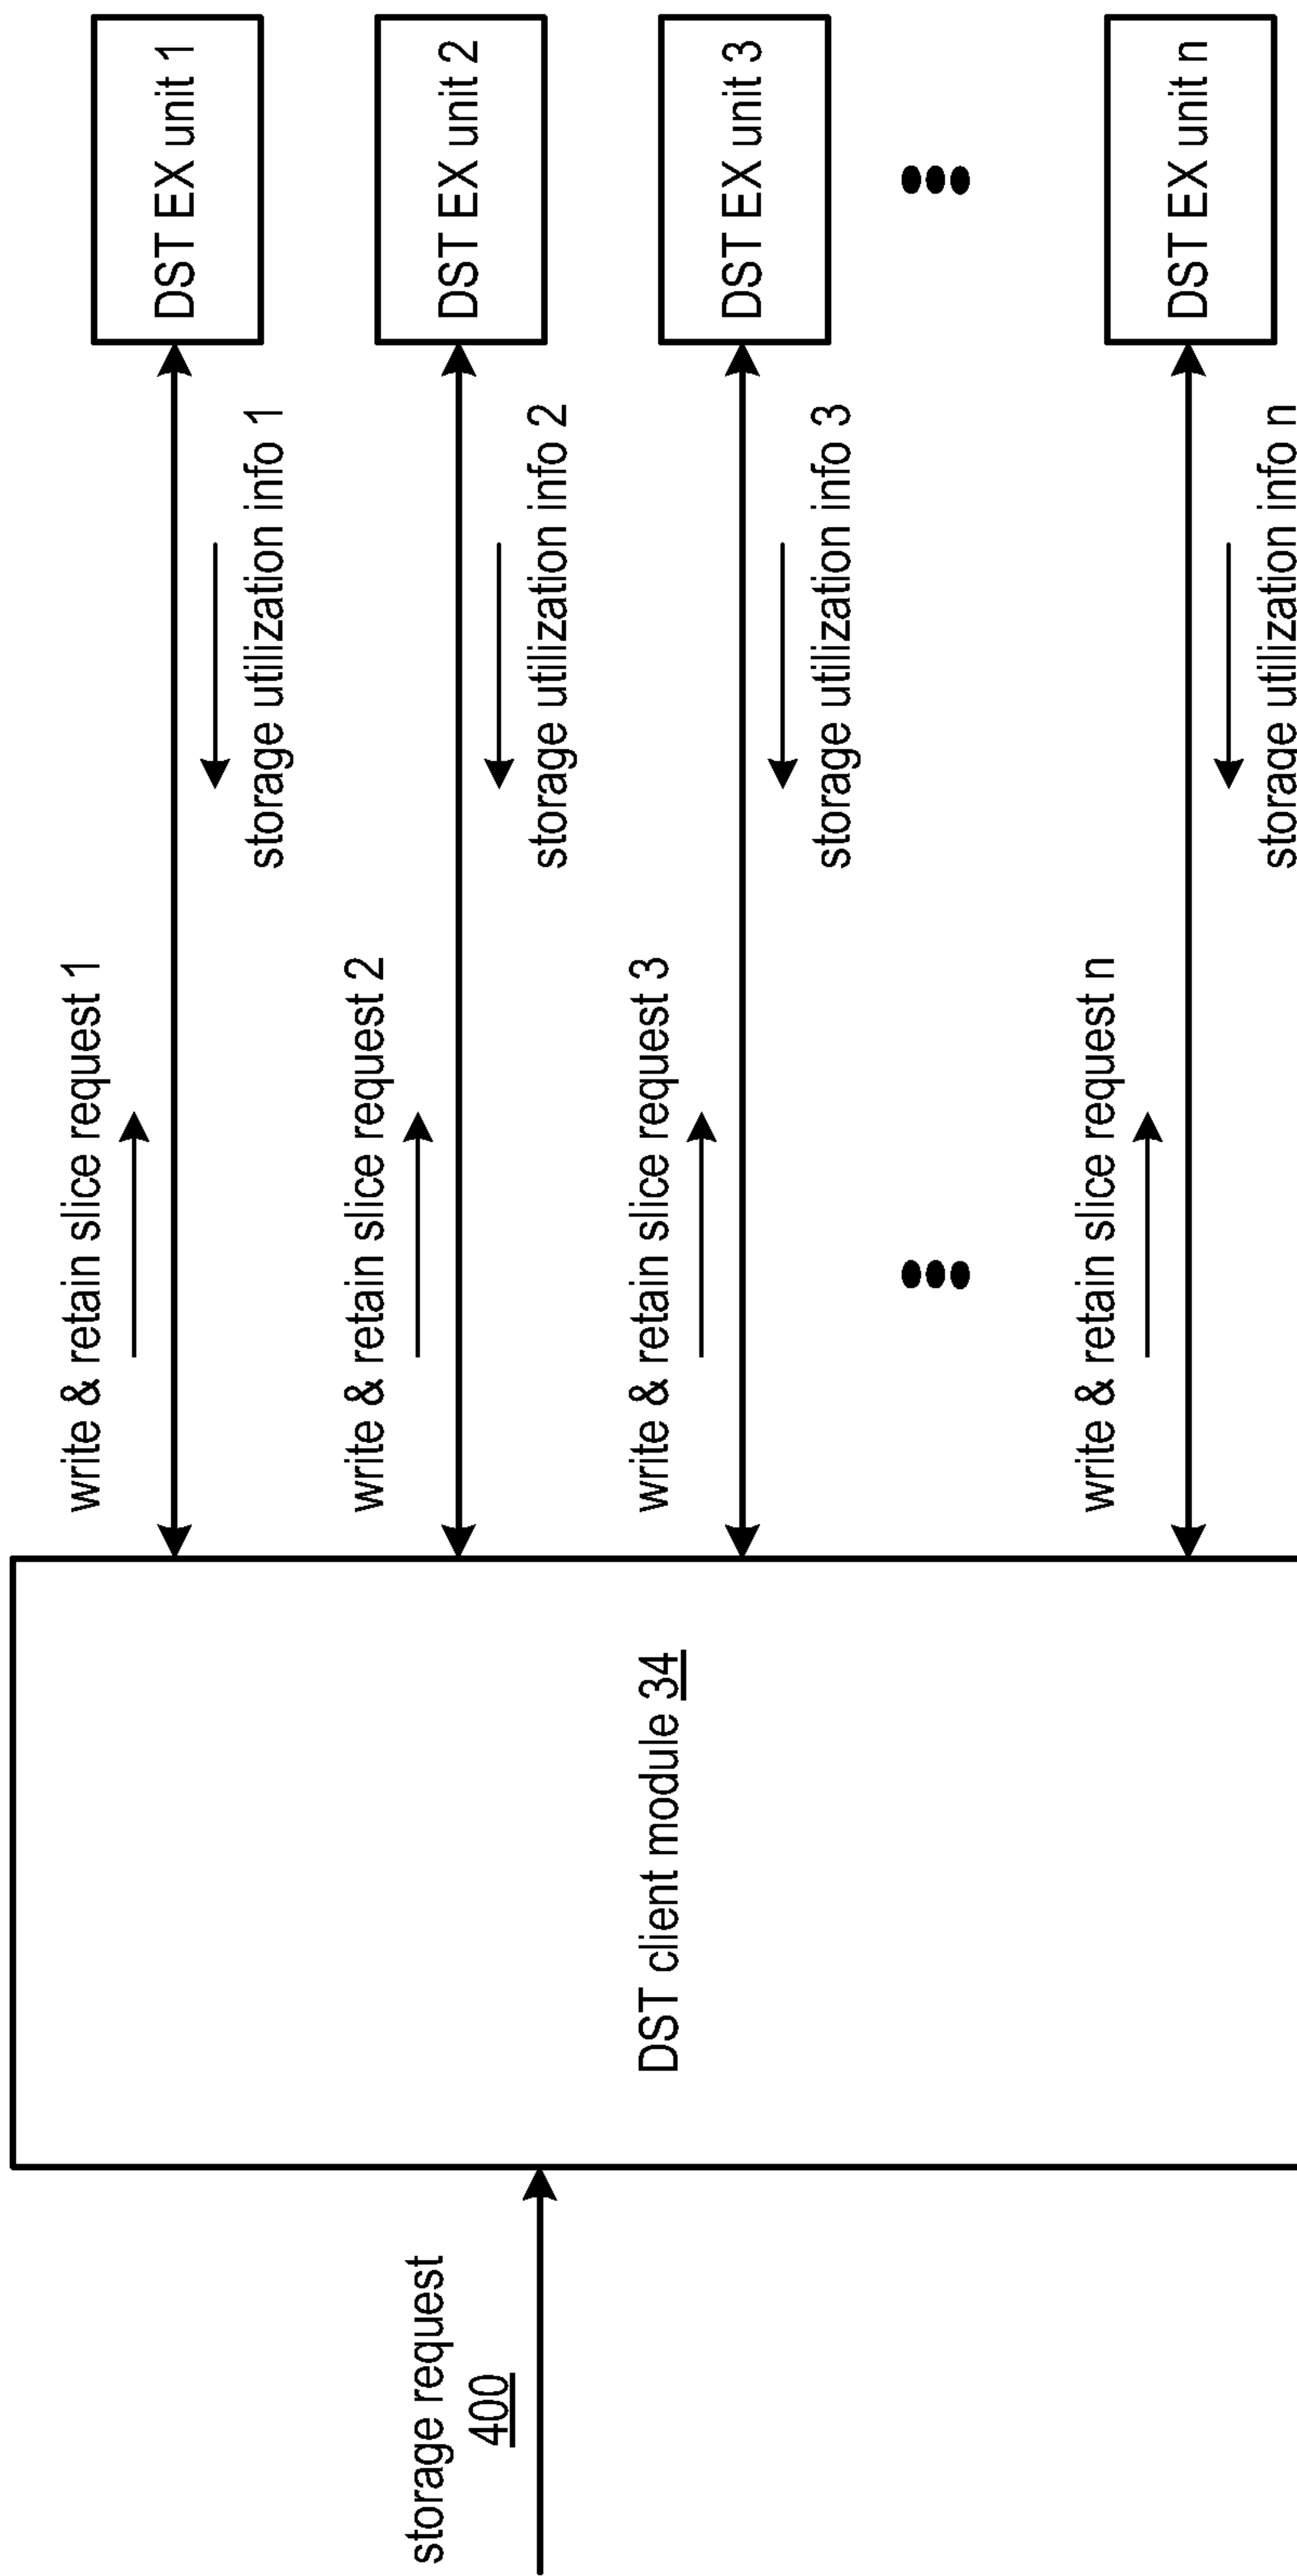 storage request
400
DST client module 34
write & retain slice request 1
storage utilization info 1
DST EX unit 1
write & retain slice request 2
storage utilization info 2
DST EX unit 2
write & retain slice request 3
storage utilization info 3
DST EX unit 3
write & retain slice request n
storage utilization info n
DST EX unit n